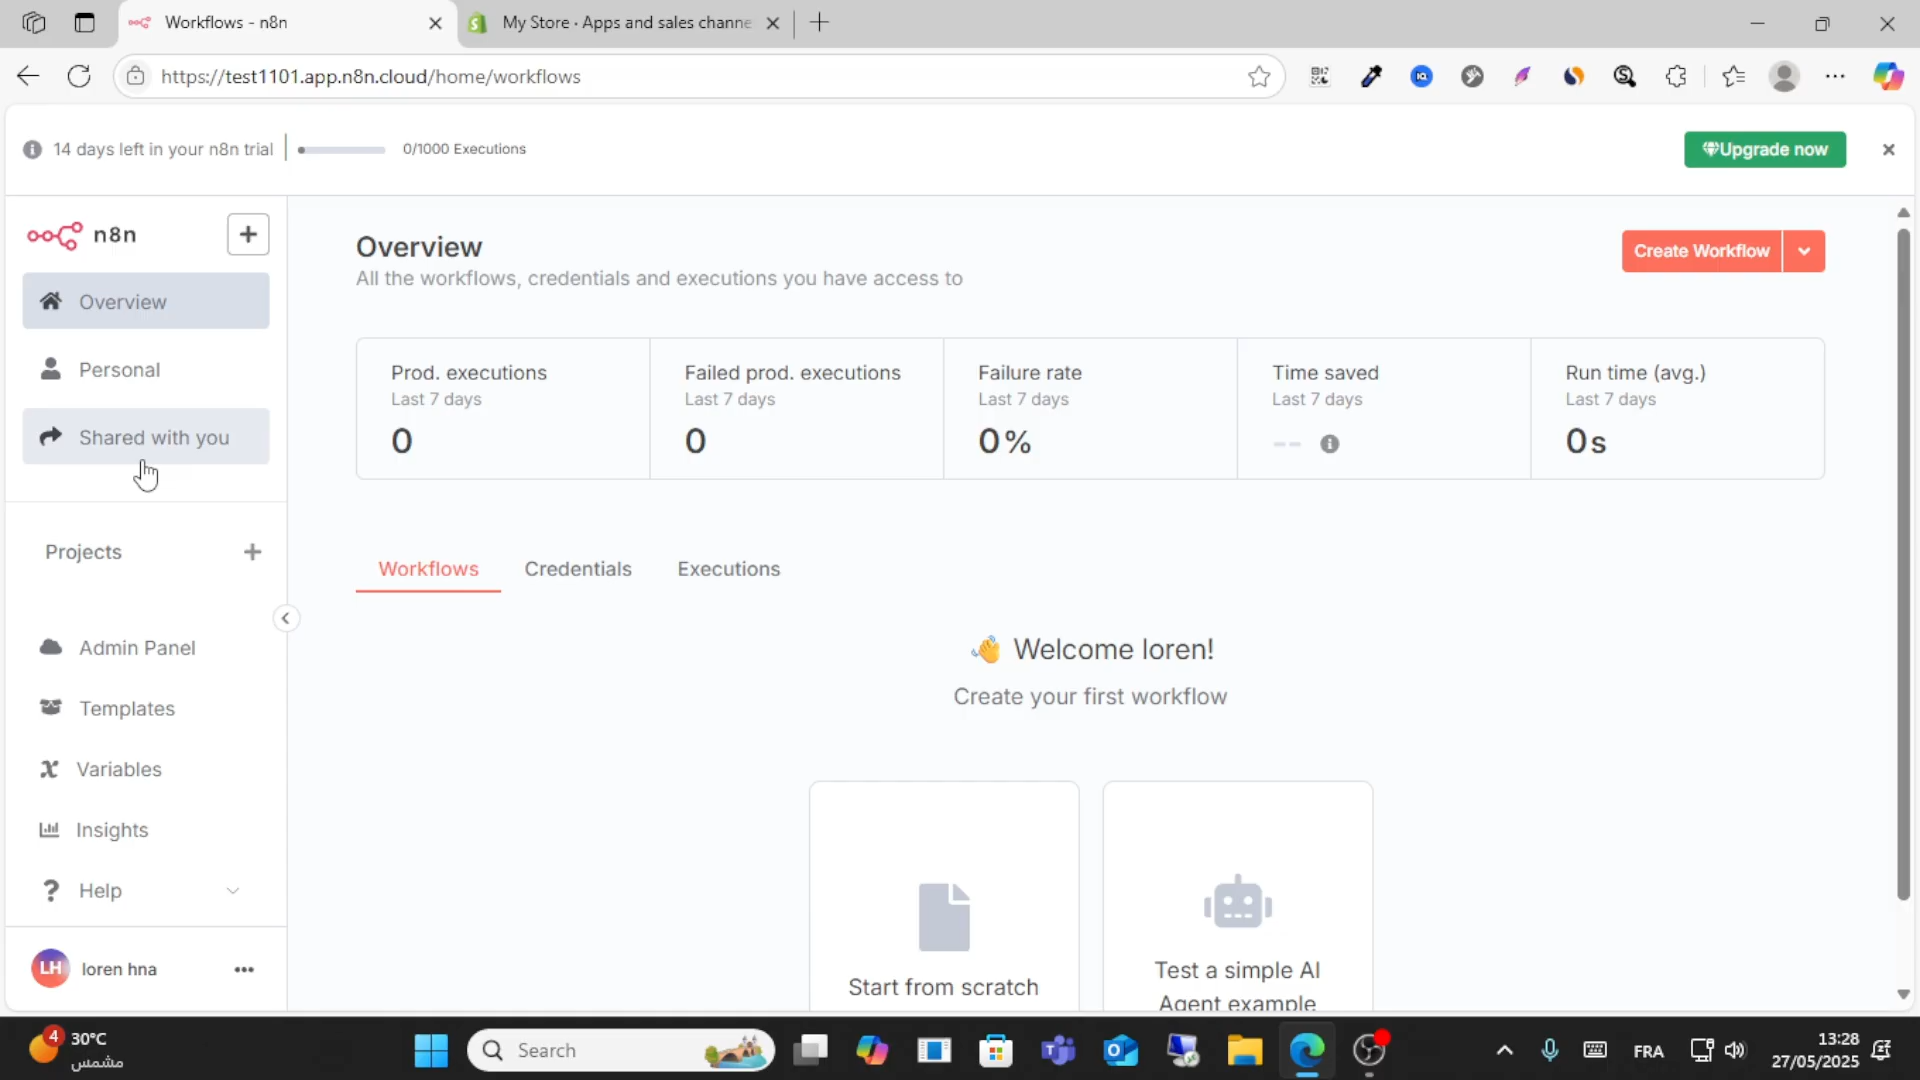 Workflows - n8n
My Store · Apps and sales channe
https://test1101.app.n8n.cloud/home/workflows
14 days left in your n8n trial
0/1000 Executions
Upgrade now
n8n
Overview
Personal
Shared with you
Projects
Admin Panel
Templates
Variables
Insights
Help
LH
loren hna
Overview
All the workflows, credentials and executions you have access to
Create Workflow
Prod. executions
Last 7 days
0
Failed prod. executions
Last 7 days
0
Failure rate
Last 7 days
0%
Time saved
Last 7 days
--
Run time (avg.)
Last 7 days
0s
Workflows
Credentials
Executions
👋 Welcome loren!
Create your first workflow
Start from scratch
Test a simple AI
Agent example
4
30°C
مشمس
Search
FRA
13:28
27/05/2025